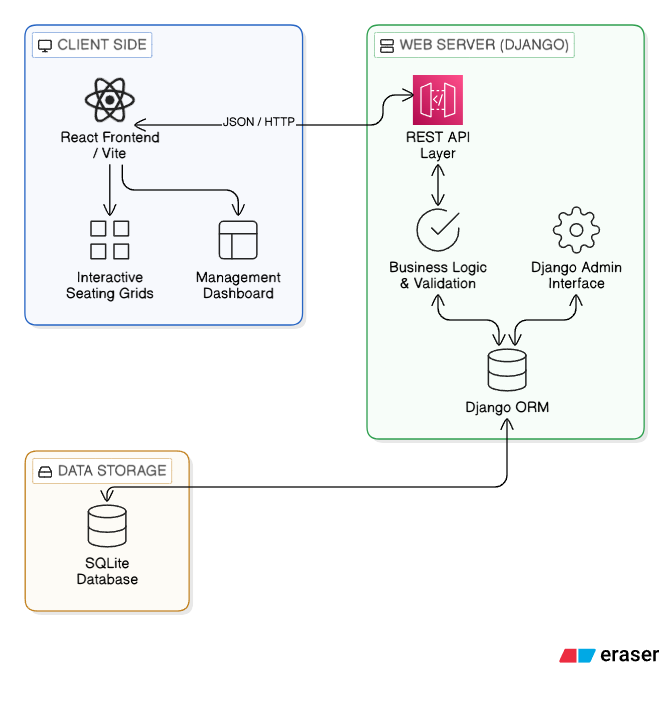 CLIENT SIDE
React Frontend
/ Vite
Interactive
Seating Grids
Management
Dashboard
JSON / HTTP
WEB SERVER (DJANGO)
REST API
Layer
Business Logic
& Validation
Django Admin
Interface
Django ORM
DATA STORAGE
SQLite
Database
eraser